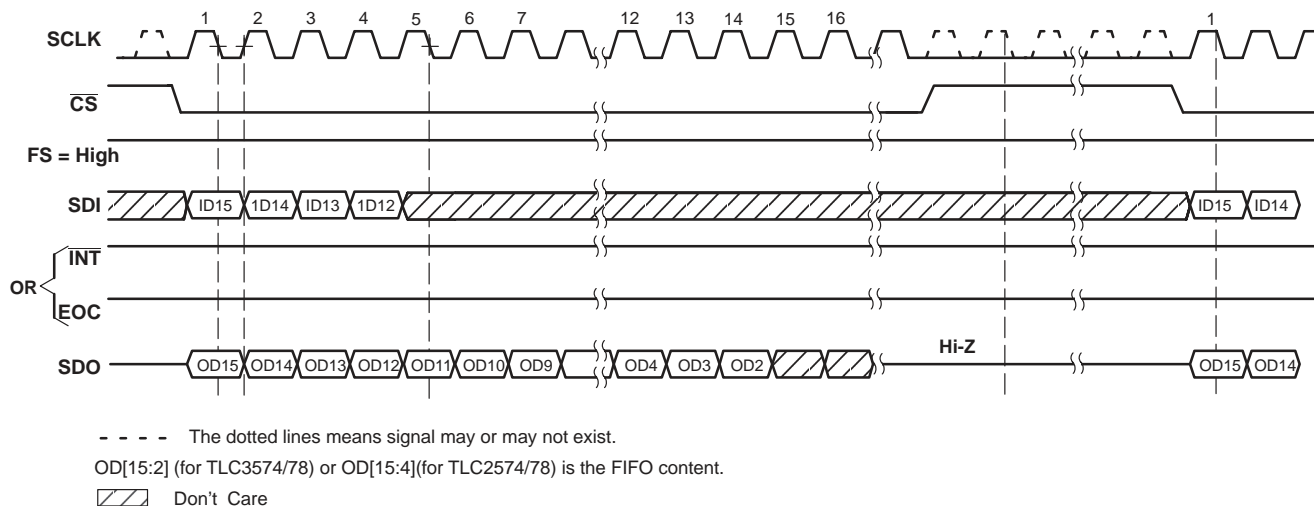 1 2 3 4 5 6 7 12 13 14 15 16 1
SCLK
CS
FS = High
SDI ID15 1D14 ID13 1D12 ID15 ID14
INT
OR
EOC
Hi-Z
SDO OD15 OD14 OD13 OD12 OD11 OD10 OD9 OD4 OD3 OD2 OD15 OD14
The dotted lines means signal may or may not exist.
OD[15:2] (for TLC3574/78) or OD[15:4](for TLC2574/78) is the FIFO content.
Don't Care